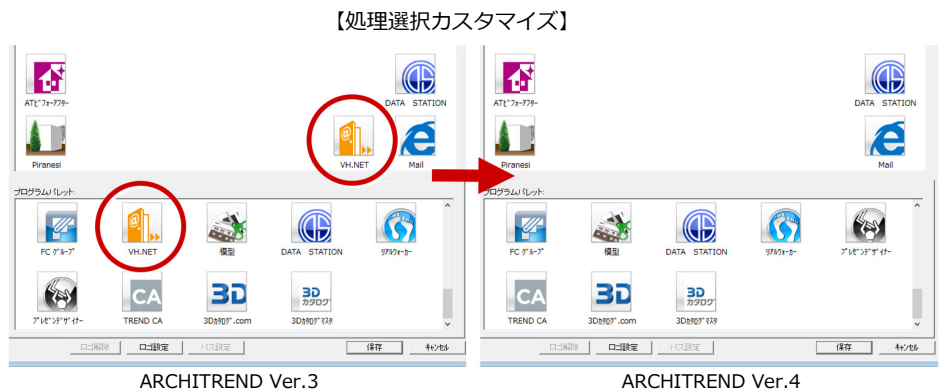 【処理選択カスタマイズ】
ATﾋﾞﾌｫｰｱﾌﾀｰ
DATA STATION
Piranesi
VH.NET
Mail
プログラムパレット:
FC ｸﾞﾙｰﾌﾟ
VH.NET
模型
DATA STATION
ﾘｱﾙｳｫｰｶｰ
ﾌﾟﾚｾﾞﾝﾃﾞｻﾞｲﾅｰ
CA
TREND CA
3D
3Dｶﾀﾛｸﾞ.com
3D
カタログ
3Dｶﾀﾛｸﾞﾏｽﾀ
ロゴ解除
ロゴ設定
パス設定
保存
キャンセル
ARCHITREND Ver.3
ATﾋﾞﾌｫｰｱﾌﾀｰ
DATA STATION
Piranesi
Mail
プログラムパレット:
FC ｸﾞﾙｰﾌﾟ
模型
DATA STATION
ﾘｱﾙｳｫｰｶｰ
ﾌﾟﾚｾﾞﾝﾃﾞｻﾞｲﾅｰ
CA
TREND CA
3D
3Dｶﾀﾛｸﾞ.com
3D
カタログ
3Dｶﾀﾛｸﾞﾏｽﾀ
ロゴ解除
ロゴ設定
パス設定
保存
キャンセル
ARCHITREND Ver.4